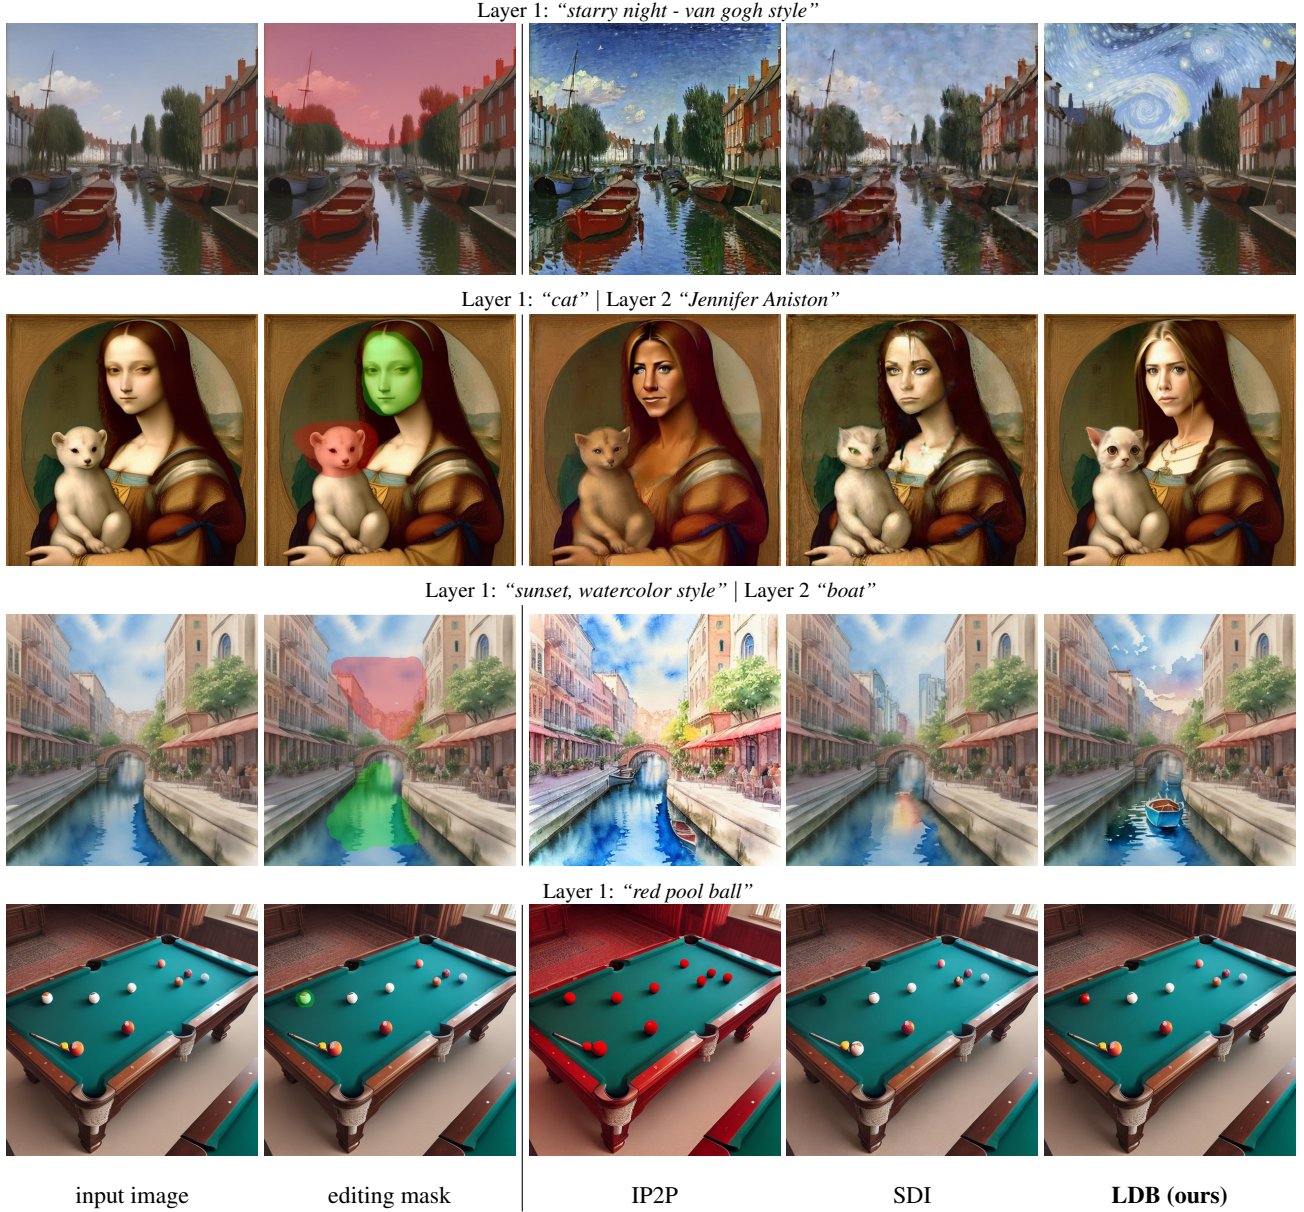 Layer 1: “starry night - van gogh style”
Layer 1: “cat” | Layer 2 “Jennifer Aniston”
Layer 1: “sunset, watercolor style” | Layer 2 “boat”
Layer 1: “red pool ball”
input image editing mask IP2P SDI LDB (ours)